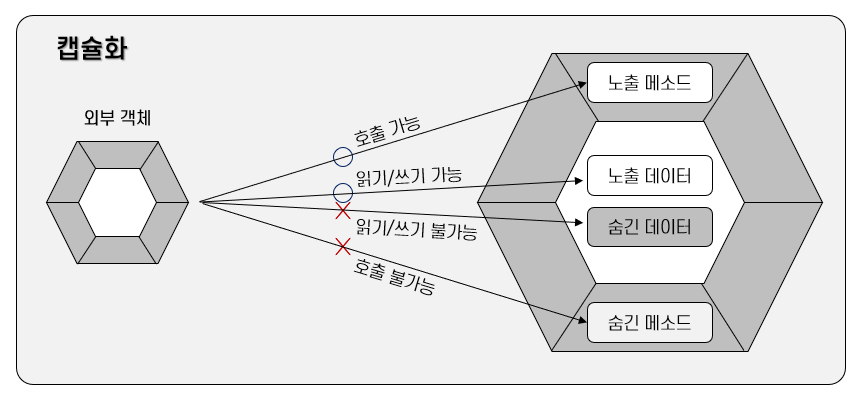 캡슐화
외부 객체
호출 가능
읽기/쓰기 가능
읽기/쓰기 불가능
호출 불가능
노출 메소드
노출 데이터
숨긴 데이터
숨긴 메소드